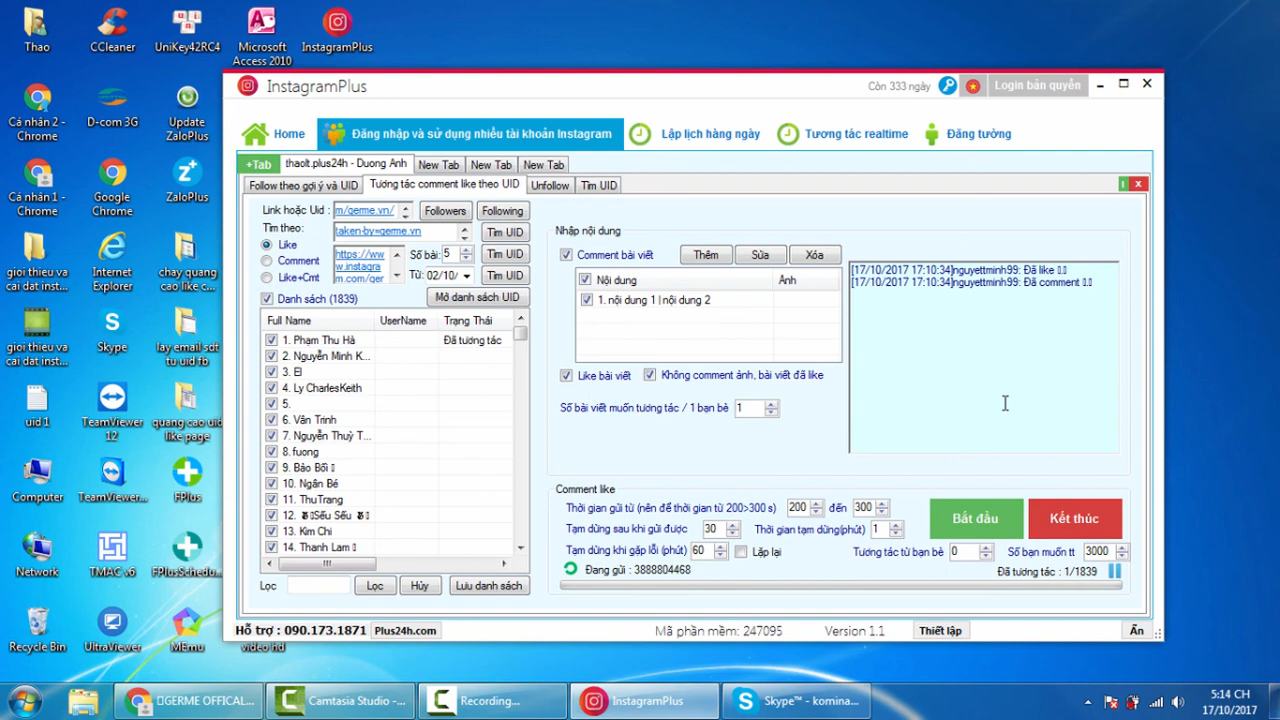 Thao
CCleaner
UniKey42RC4
Microsoft
Access 2010
InstagramPlus
Cá nhân 2 -
Chrome
D-com 3G
Update
ZaloPlus
Cá nhân 1 -
Chrome
Google
Chrome
ZaloPlus
gioi thieu va
cai dat inst...
Internet
Explorer
chay quang
cao like c...
gioi thieu va
cai dat inst...
Skype
lay email sdt
tu uid fb
uid 1
TeamViewer
12
quang cao uid
like page
Computer
TeamViewer...
FPlus
Network
TMAC v6
FPlusSchedu...
Recycle Bin
UltraViewer
MEmu
InstagramPlus
Còn 333 ngày
Login bản quyền
Home
Đăng nhập và sử dụng nhiều tài khoản Instagram
Lập lịch hàng ngày
Tương tác realtime
Đăng tường
+Tab
thaolt.plus24h - Duong Anh
New Tab
New Tab
New Tab
Follow theo gợi ý và UID
Tương tác comment like theo UID
Unfollow
Tìm UID
Link hoặc Uid :
m/germe.vn/
Followers
Following
Tìm theo:
taken-by=germe.vn
Tìm UID
Like
https://ww
w.instagra
m.com/ger
Số bài: 5
Tìm UID
Comment
Like+Cmt
Từ: 02/10/
Tìm UID
Danh sách (1839)
Mở danh sách UID
Full Name UserName Trạng Thái
1. Phạm Thu Hà Đã tương tác
2. Nguyễn Minh K...
3. El
4. Ly CharlesKeith
5.
6. Vân Trinh
7. Nguyễn Thuỳ T...
8. fuong
9. Bảo Bối
10. Ngân Bé
11. ThuTrang
12. Sếu Sếu
13. Kim Chi
14. Thanh Lam
Lọc
Lọc
Hủy
Lưu danh sách
Nhập nội dung
Comment bài viết
Thêm
Sửa
Xóa
Nội dung Ảnh
1. nội dung 1 | nội dung 2
[17/10/2017 17:10:34]nguyettminh99: Đã like
[17/10/2017 17:10:34]nguyettminh99: Đã comment
Like bài viết
Không comment ảnh, bài viết đã like
Số bài viết muốn tương tác / 1 bạn bè 1
Comment like
Thời gian gửi từ (nên để thời gian từ 200>300 s) 200 đến 300
Tạm dừng sau khi gửi được 30 Thời gian tạm dừng(phút) 1
Bắt đầu
Kết thúc
Tạm dừng khi gặp lỗi (phút) 60 Lặp lại
Tương tác từ bạn bè 0 Số bạn muốn tt 3000
Đang gửi : 3888804468
Đã tương tác : 1/1839
Hỗ trợ : 090.173.1871
Plus24h.com
Mã phần mềm: 247095
Version 1.1
Thiết lập
Ẩn
GERME OFFICAL...
Camtasia Studio -...
Recording...
InstagramPlus
Skype™ - komina...
5:14 CH
17/10/2017